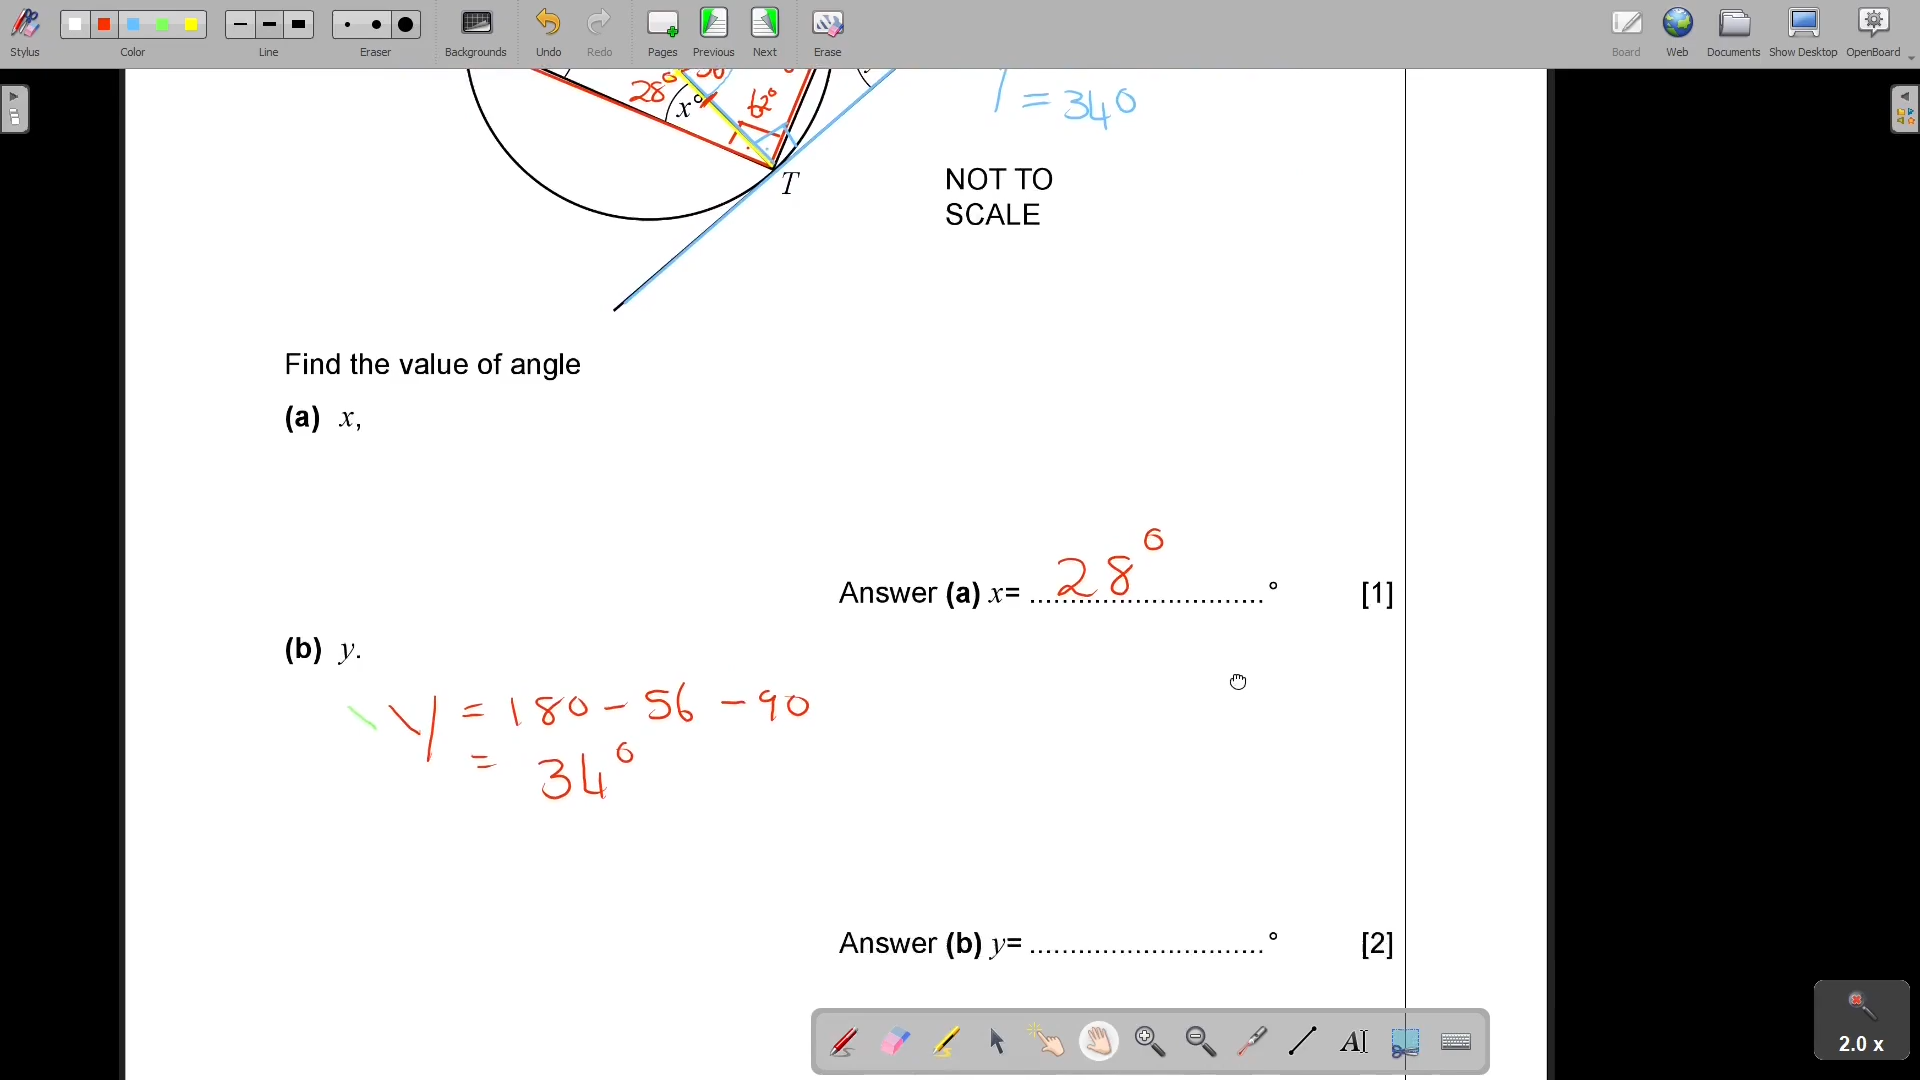 Stylus
Color
Line
Eraser
Backgrounds
Undo
Redo
Pages
Previous
Next
Erase
Board
Web
Documents
Show Desktop
OpenBoard
28°
x°
62°
T
= 34°
NOT TO
SCALE
Find the value of angle
(a) x,
28°
Answer (a) x= ............................° [1]
(b) y.
y = 180 - 56 - 90
= 34°
Answer (b) y= ............................° [2]
2.0 x